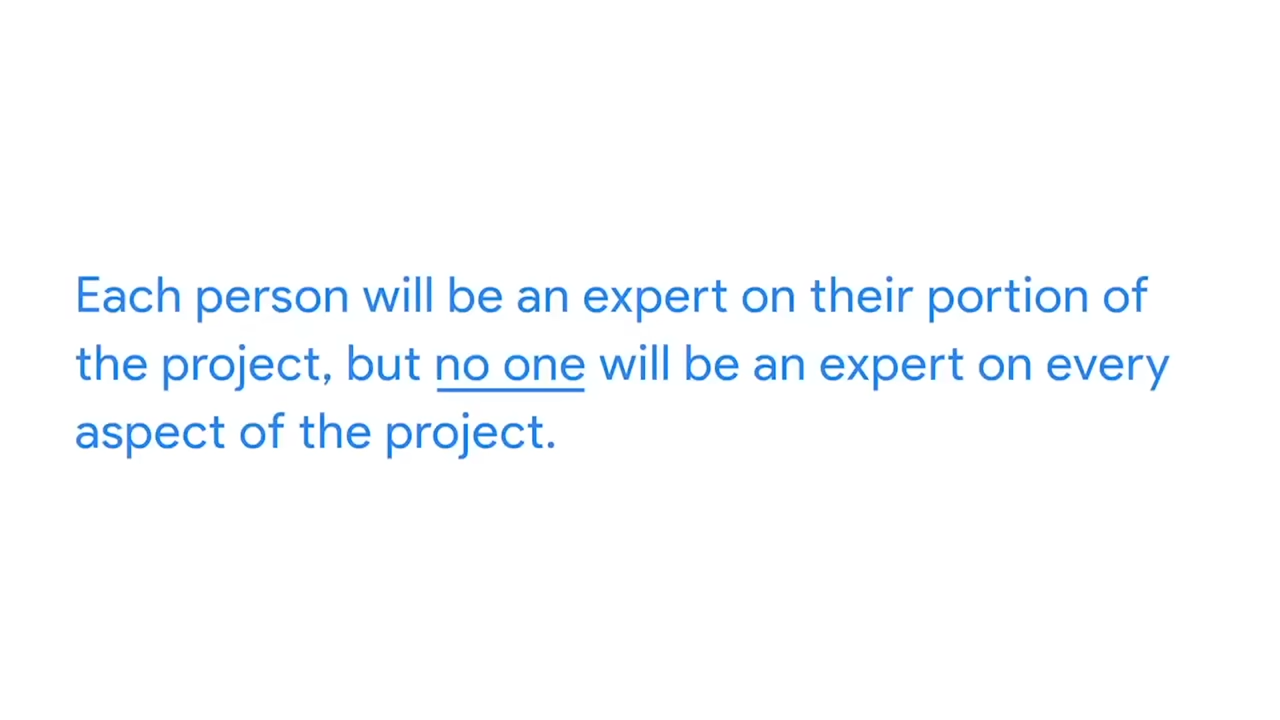 Each person will be an expert on their portion of
the project, but no one will be an expert on every
aspect of the project.